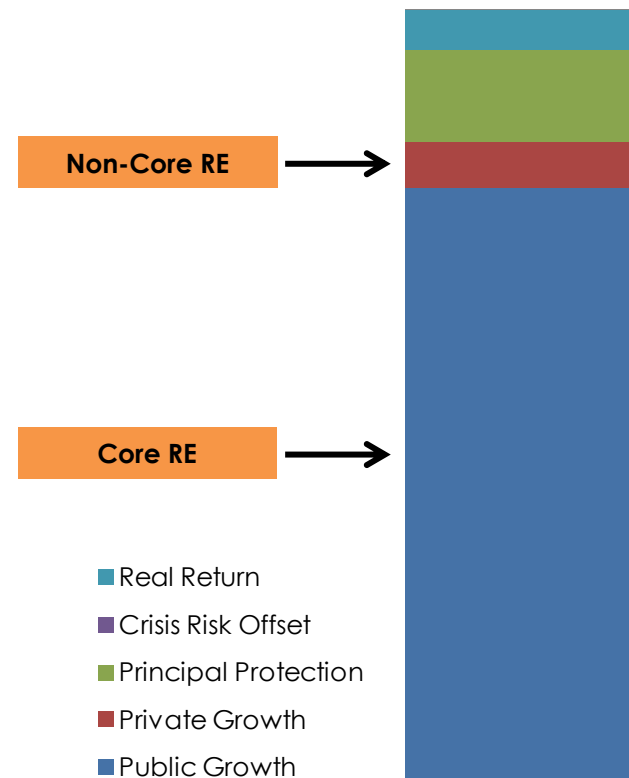 Non-Core RE
Core RE
Real Return
Crisis Risk Offset
Principal Protection
Private Growth
Public Growth